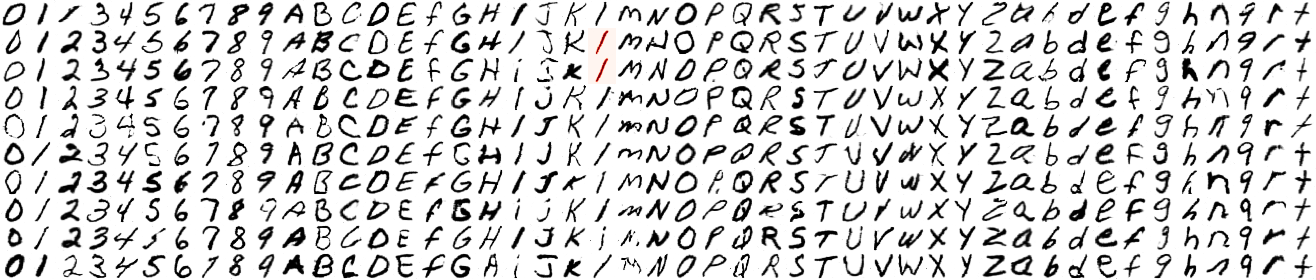 0 1 2 3 4 5 6 7 8 9 A B C D E f G H I J K l m N O P Q R S T U V W X Y Z a b d e f g h n q r t
0 1 2 3 4 5 6 7 8 9 A B C D E f G H I J K l m N O P Q R S T U V W X Y Z a b d e f g h n q r t
0 1 2 3 4 5 6 7 8 9 A B C D E f G H i J k l M N O P Q R S T U V W X Y Z a b d e f g h n q r t
0 1 2 3 4 5 6 7 8 9 A B C D E f G H I J K l m N O P Q R S T U V W X Y Z a b d e f g h n q r t
0 1 2 3 4 5 6 7 8 9 A B C D E f G H I J K l m N O P Q R S T U V W X Y Z a b d e f g h n q r t
0 1 2 3 4 5 6 7 8 9 A B C D E f G H I J K l m N O P Q R S T U V W X Y Z a b d e f g h n q r t
0 1 2 3 4 5 6 7 8 9 A B C D E f G H I J k l M N O P Q R S T U V W X Y Z a b d e f g h n q r t
0 1 2 3 4 5 6 7 8 9 A B C D E f G H i j K l m N O P Q R S T U V W X Y Z a b d e f g h n q r t
0 1 2 3 4 5 6 7 8 9 A B C D E f G H I J K i N O P Q R S T U V W X Y Z a b d e f g h n q r t
0 1 2 3 4 5 6 7 8 9 A B C D E F G i J k l m N O P Q R S T U V W X Y Z a b d e f g h n q r t